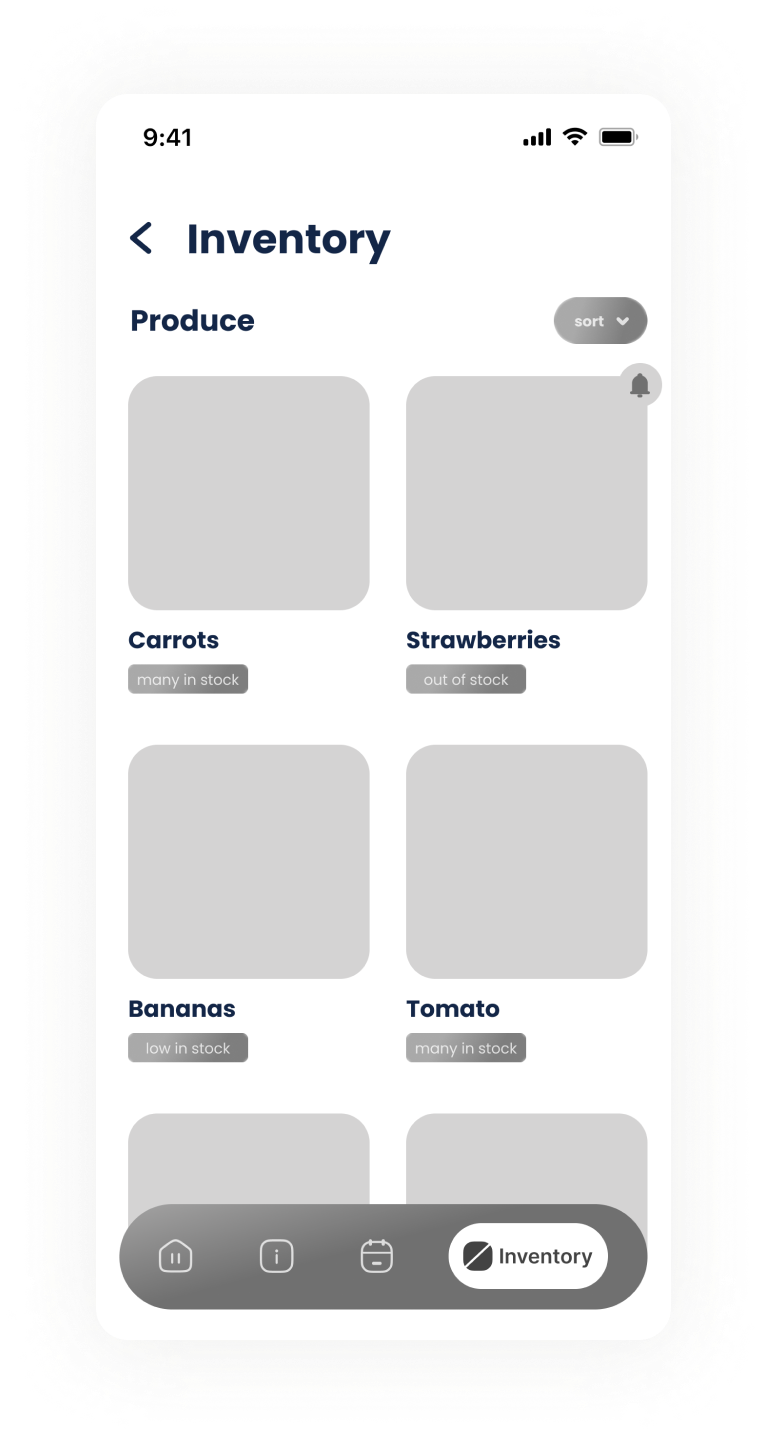 9:41
Inventory
Produce
sort
Carrots
Strawberries
many in stock
out of stock
Bananas
Tomato
low in stock
many in stock
Inventory